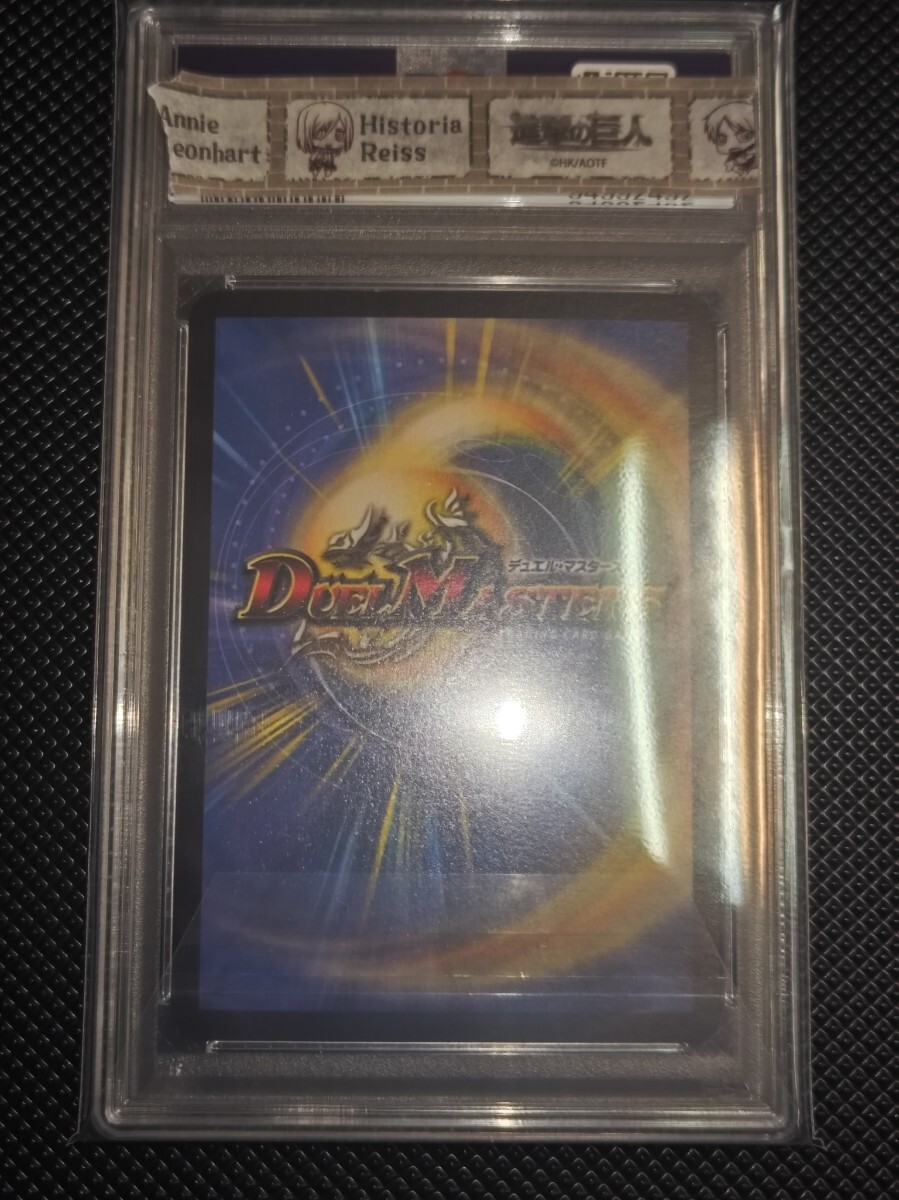 Annie
eonhart
Historia
Reiss
進撃の巨人
©HK/AOTF
デュエル・マスターズ
DUEL MASTERS